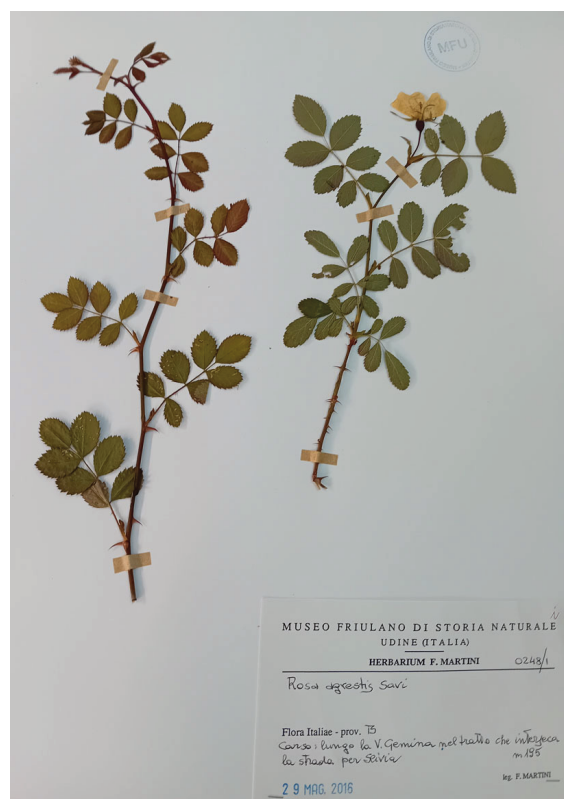 MFU
MUSEO FRIULANO DI STORIA NATURALE
UDINE (ITALIA)
HERBARIUM F. MARTINI 0248/1
Rosa agrestis Savi
Flora Italiae - prov. TS
Carso: lungo la V. Gemina nel tratto che interseca
la strada per Slivia m 195
leg. F. MARTINI
29 MAG. 2016